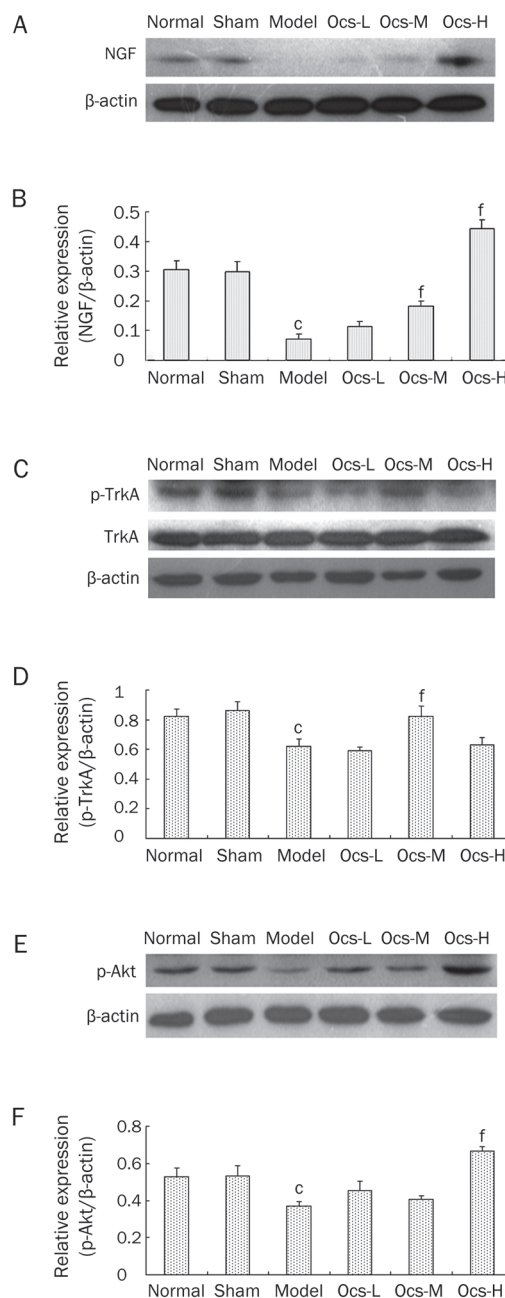 A
Normal Sham Model Ocs-L Ocs-M Ocs-H
NGF
β-actin
B
Relative expression
(NGF/β-actin)
0.5
0.4
0.3
0.2
0.1
0
c
f
f
Normal Sham Model Ocs-L Ocs-M Ocs-H
C
Normal Sham Model Ocs-L Ocs-M Ocs-H
p-TrkA
TrkA
β-actin
D
Relative expression
(p-TrkA/β-actin)
1
0.8
0.6
0.4
0.2
0
c
f
Normal Sham Model Ocs-L Ocs-M Ocs-H
E
Normal Sham Model Ocs-L Ocs-M Ocs-H
p-Akt
β-actin
F
Relative expression
(p-Akt/β-actin)
0.8
0.6
0.4
0.2
0
c
f
Normal Sham Model Ocs-L Ocs-M Ocs-H